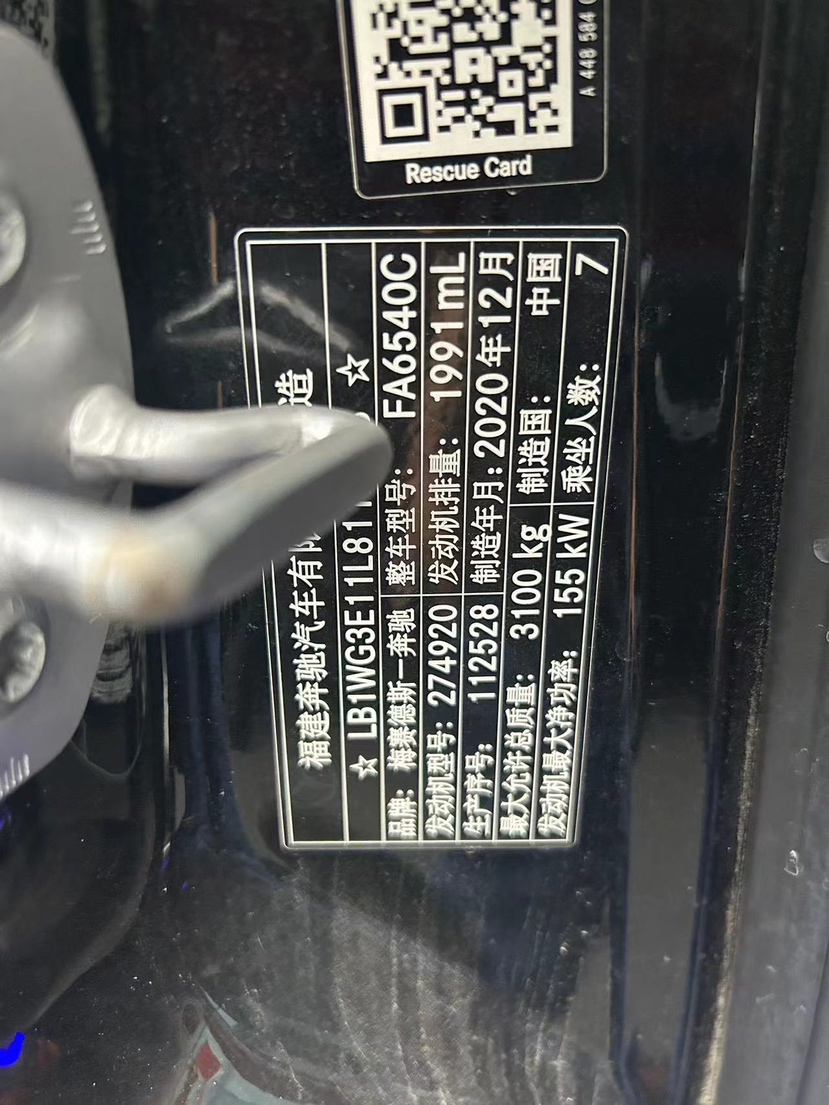 A 448 584 0
Rescue Card
福建奔驰汽车有限 造
☆ LB1WG3E11L811 ☆
品牌：梅赛德斯—奔驰 整车型号：FA6540C
发动机型号：274920 发动机排量：1991mL
生产序号：112528 制造年月：2020年12月
最大允许总质量：3100 kg 制造国：中国
发动机最大净功率：155 kW 乘坐人数：7